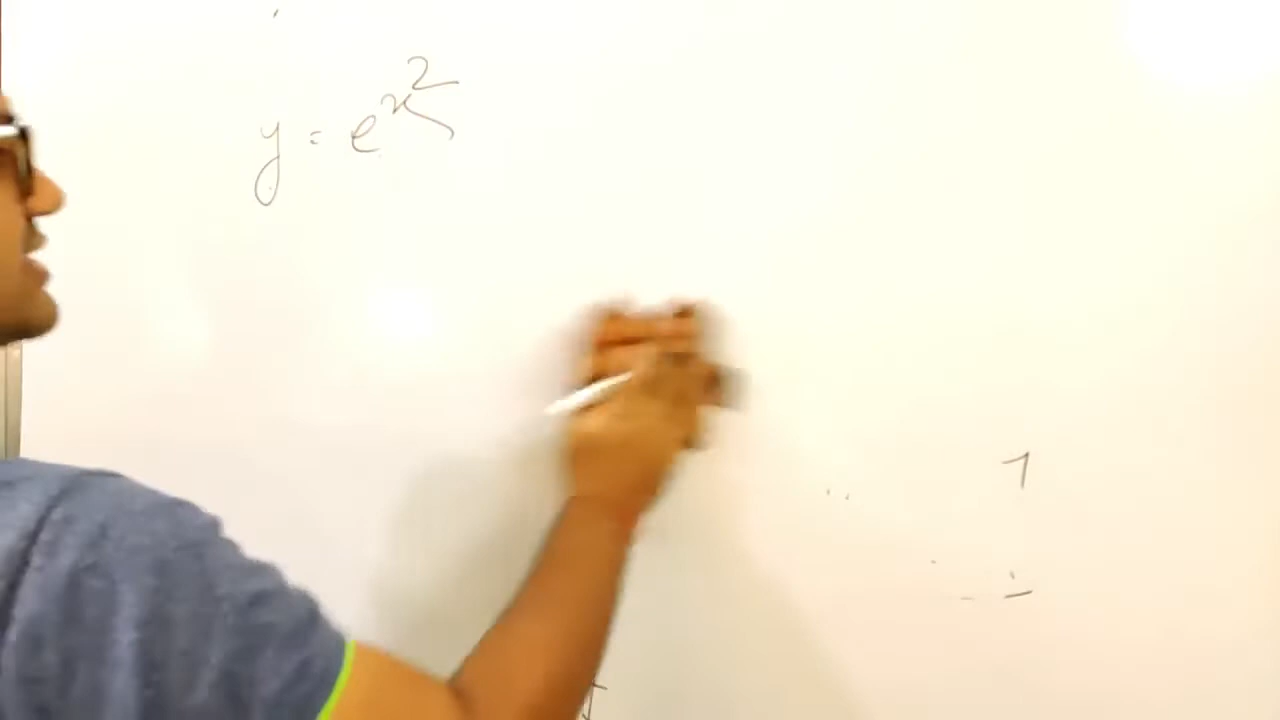 y = e^{x^2}